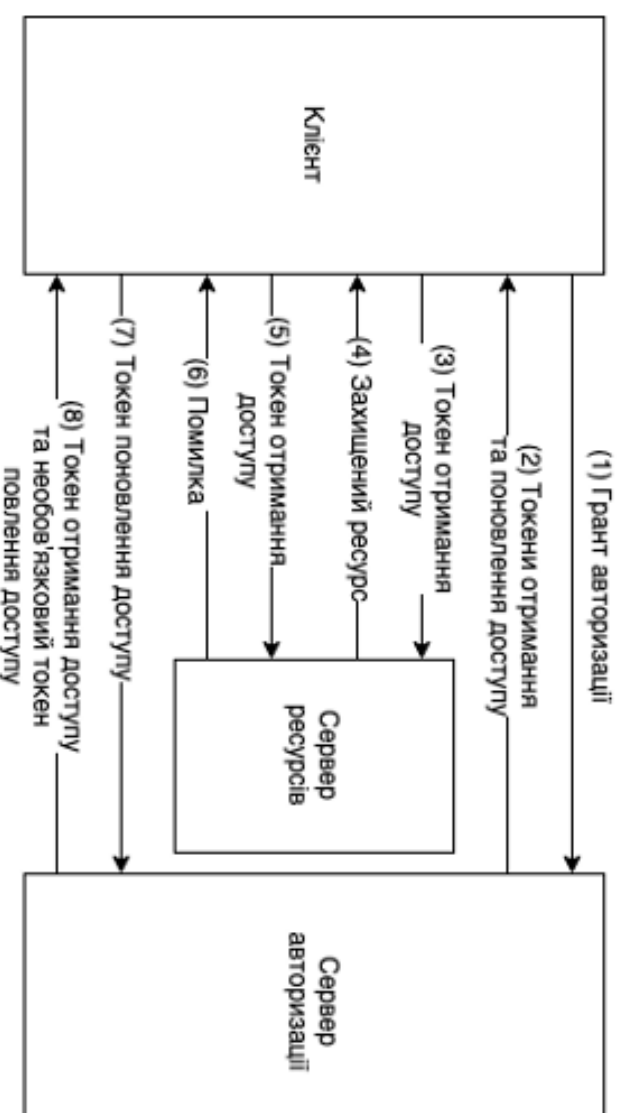 Клієнт
(1) Грант авторизації
(2) Токени отримання
та поновлення доступу
(3) Токен отримання
доступу
(4) Захищений ресурс
(5) Токен отримання
доступу
(6) Помилка
(7) Токен поновлення доступу
(8) Токен отримання доступу
та необов'язковий токен
повлення доступу
Сервер
ресурсів
Сервер
авторизації